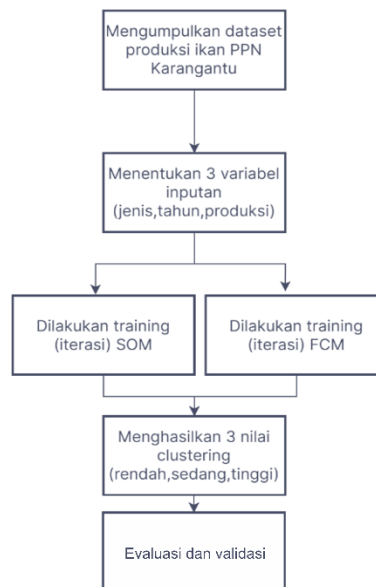 Mengumpulkan dataset
produksi ikan PPN
Karangantu
Menentukan 3 variabel
inputan
(jenis,tahun,produksi)
Dilakukan training
(iterasi) SOM
Dilakukan training
(iterasi) FCM
Menghasilkan 3 nilai
clustering
(rendah,sedang,tinggi)
Evaluasi dan validasi